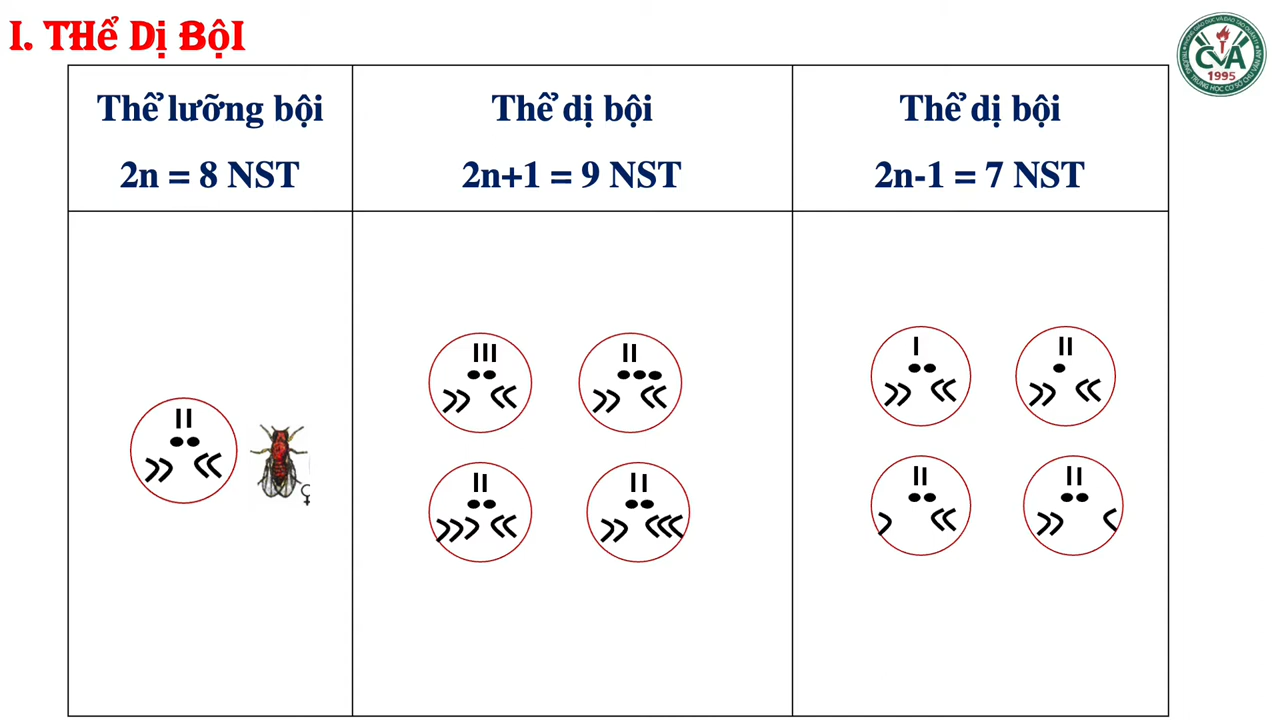 I. THể Dị BộI
Thể lưỡng bội
2n = 8 NST
Thể dị bội
2n+1 = 9 NST
Thể dị bội
2n-1 = 7 NST
CVA
1995